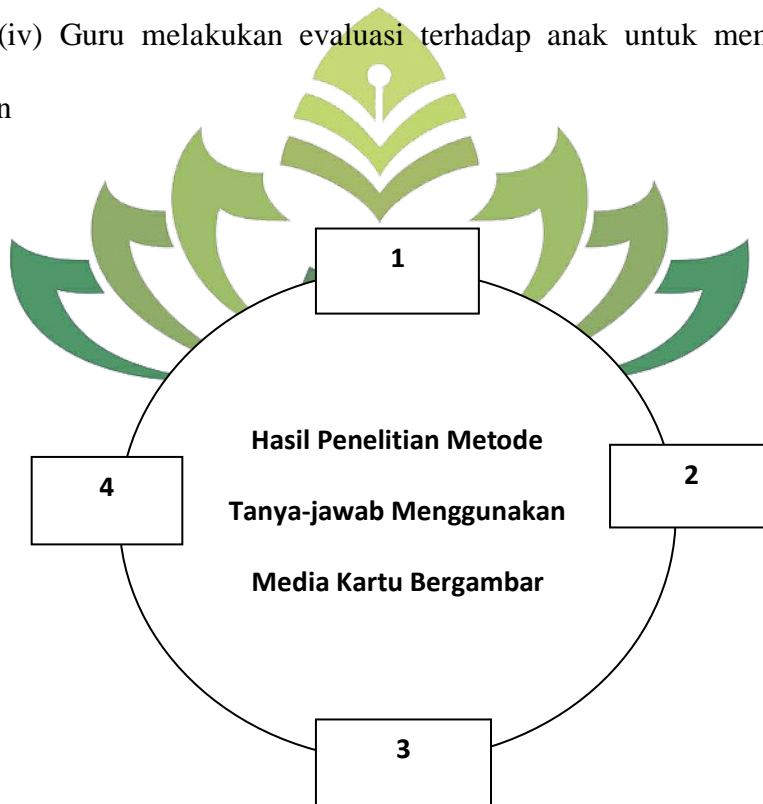 (iv) Guru melakukan evaluasi terhadap anak untuk
1
Hasil Penelitian Metode
4
2
Tanya-jawab Menggunakan
Media Kartu Bergambar
3